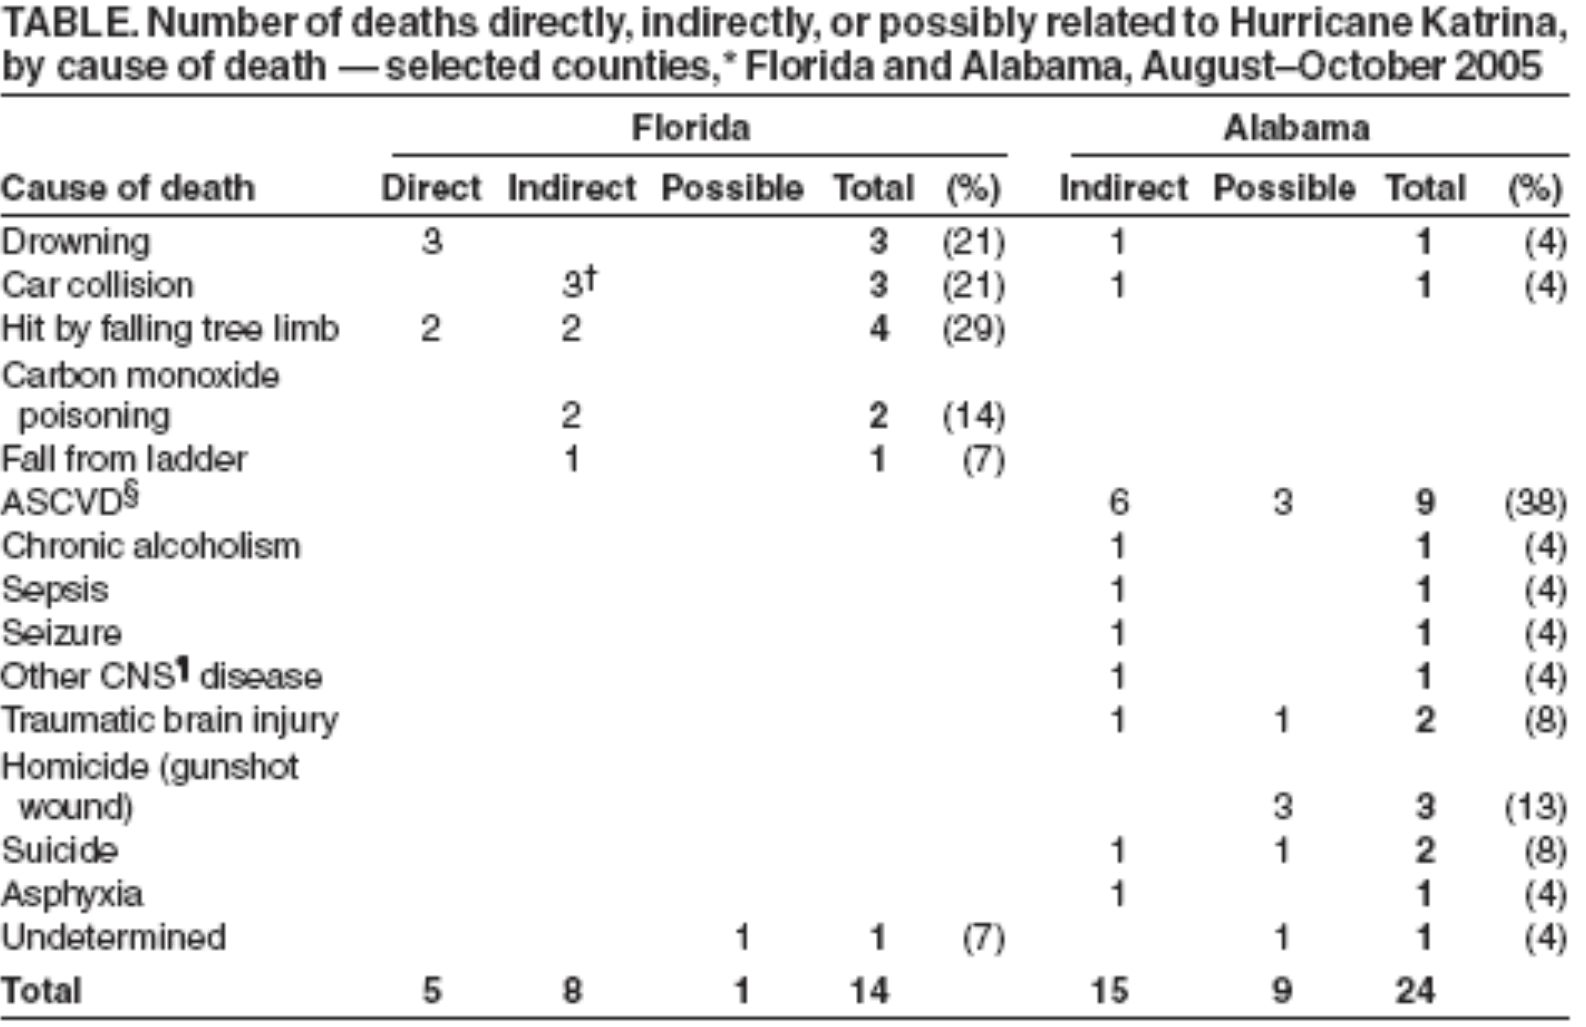 TABLE. Number of deaths directly, indirectly, or possibly related to Hurricane Katrina,
by cause of death — selected counties,* Florida and Alabama, August–October 2005
Florida Alabama
Cause of death Direct Indirect Possible Total (%) Indirect Possible Total (%)
Drowning 3 3 (21) 1 1 (4)
Car collision 3† 3 (21) 1 1 (4)
Hit by falling tree limb 2 2 4 (29)
Carbon monoxide
poisoning 2 2 (14)
Fall from ladder 1 1 (7)
ASCVD§ 6 3 9 (38)
Chronic alcoholism 1 1 (4)
Sepsis 1 1 (4)
Seizure 1 1 (4)
Other CNS¶ disease 1 1 (4)
Traumatic brain injury 1 1 2 (8)
Homicide (gunshot
wound) 3 3 (13)
Suicide 1 1 2 (8)
Asphyxia 1 1 (4)
Undetermined 1 1 (7) 1 1 (4)
Total 5 8 1 14 15 9 24